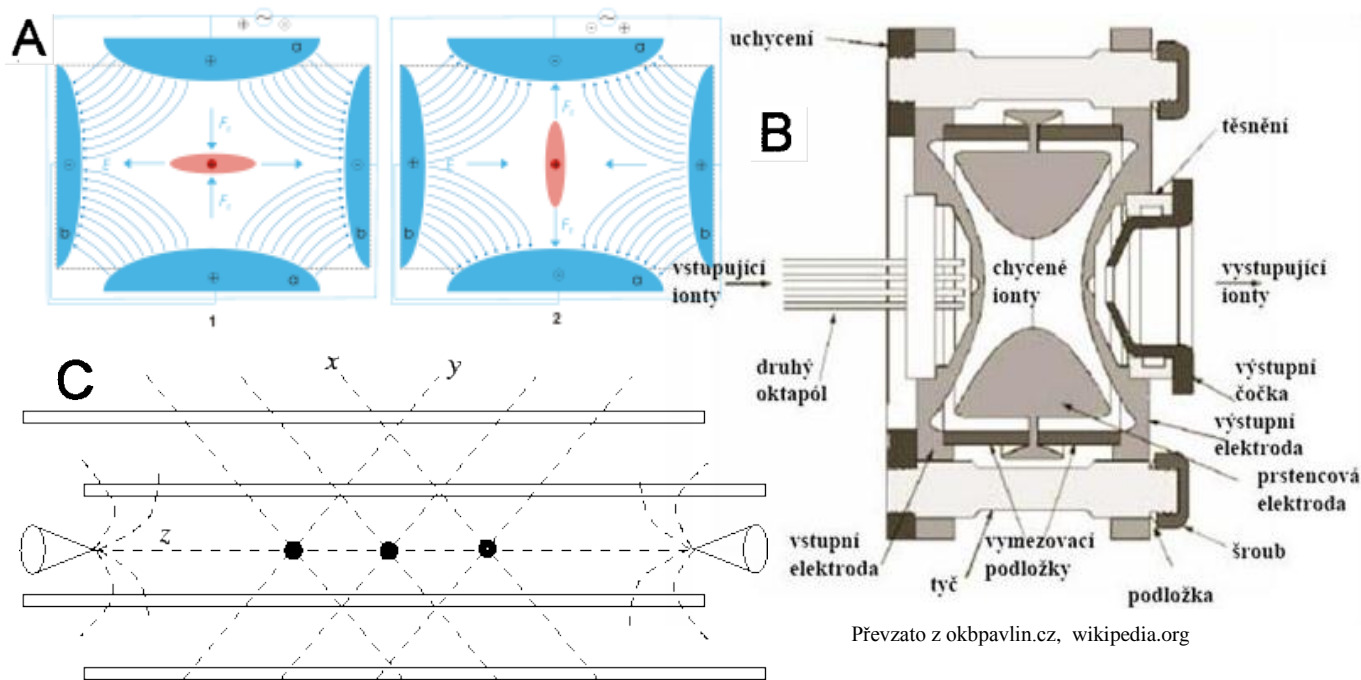 A
a
b
b
a
E
F
F
1
a
b
b
a
E
F
F
2
B
uchycení
těsnění
vstupující
ionty
chycené
ionty
vystupující
ionty
druhý
oktapól
výstupní
čočka
výstupní
elektroda
prstencová
elektroda
vstupní
elektroda
vymezovací
podložky
tyč
šroub
podložka
C
x
y
z
Převzato z okbpavlin.cz, wikipedia.org